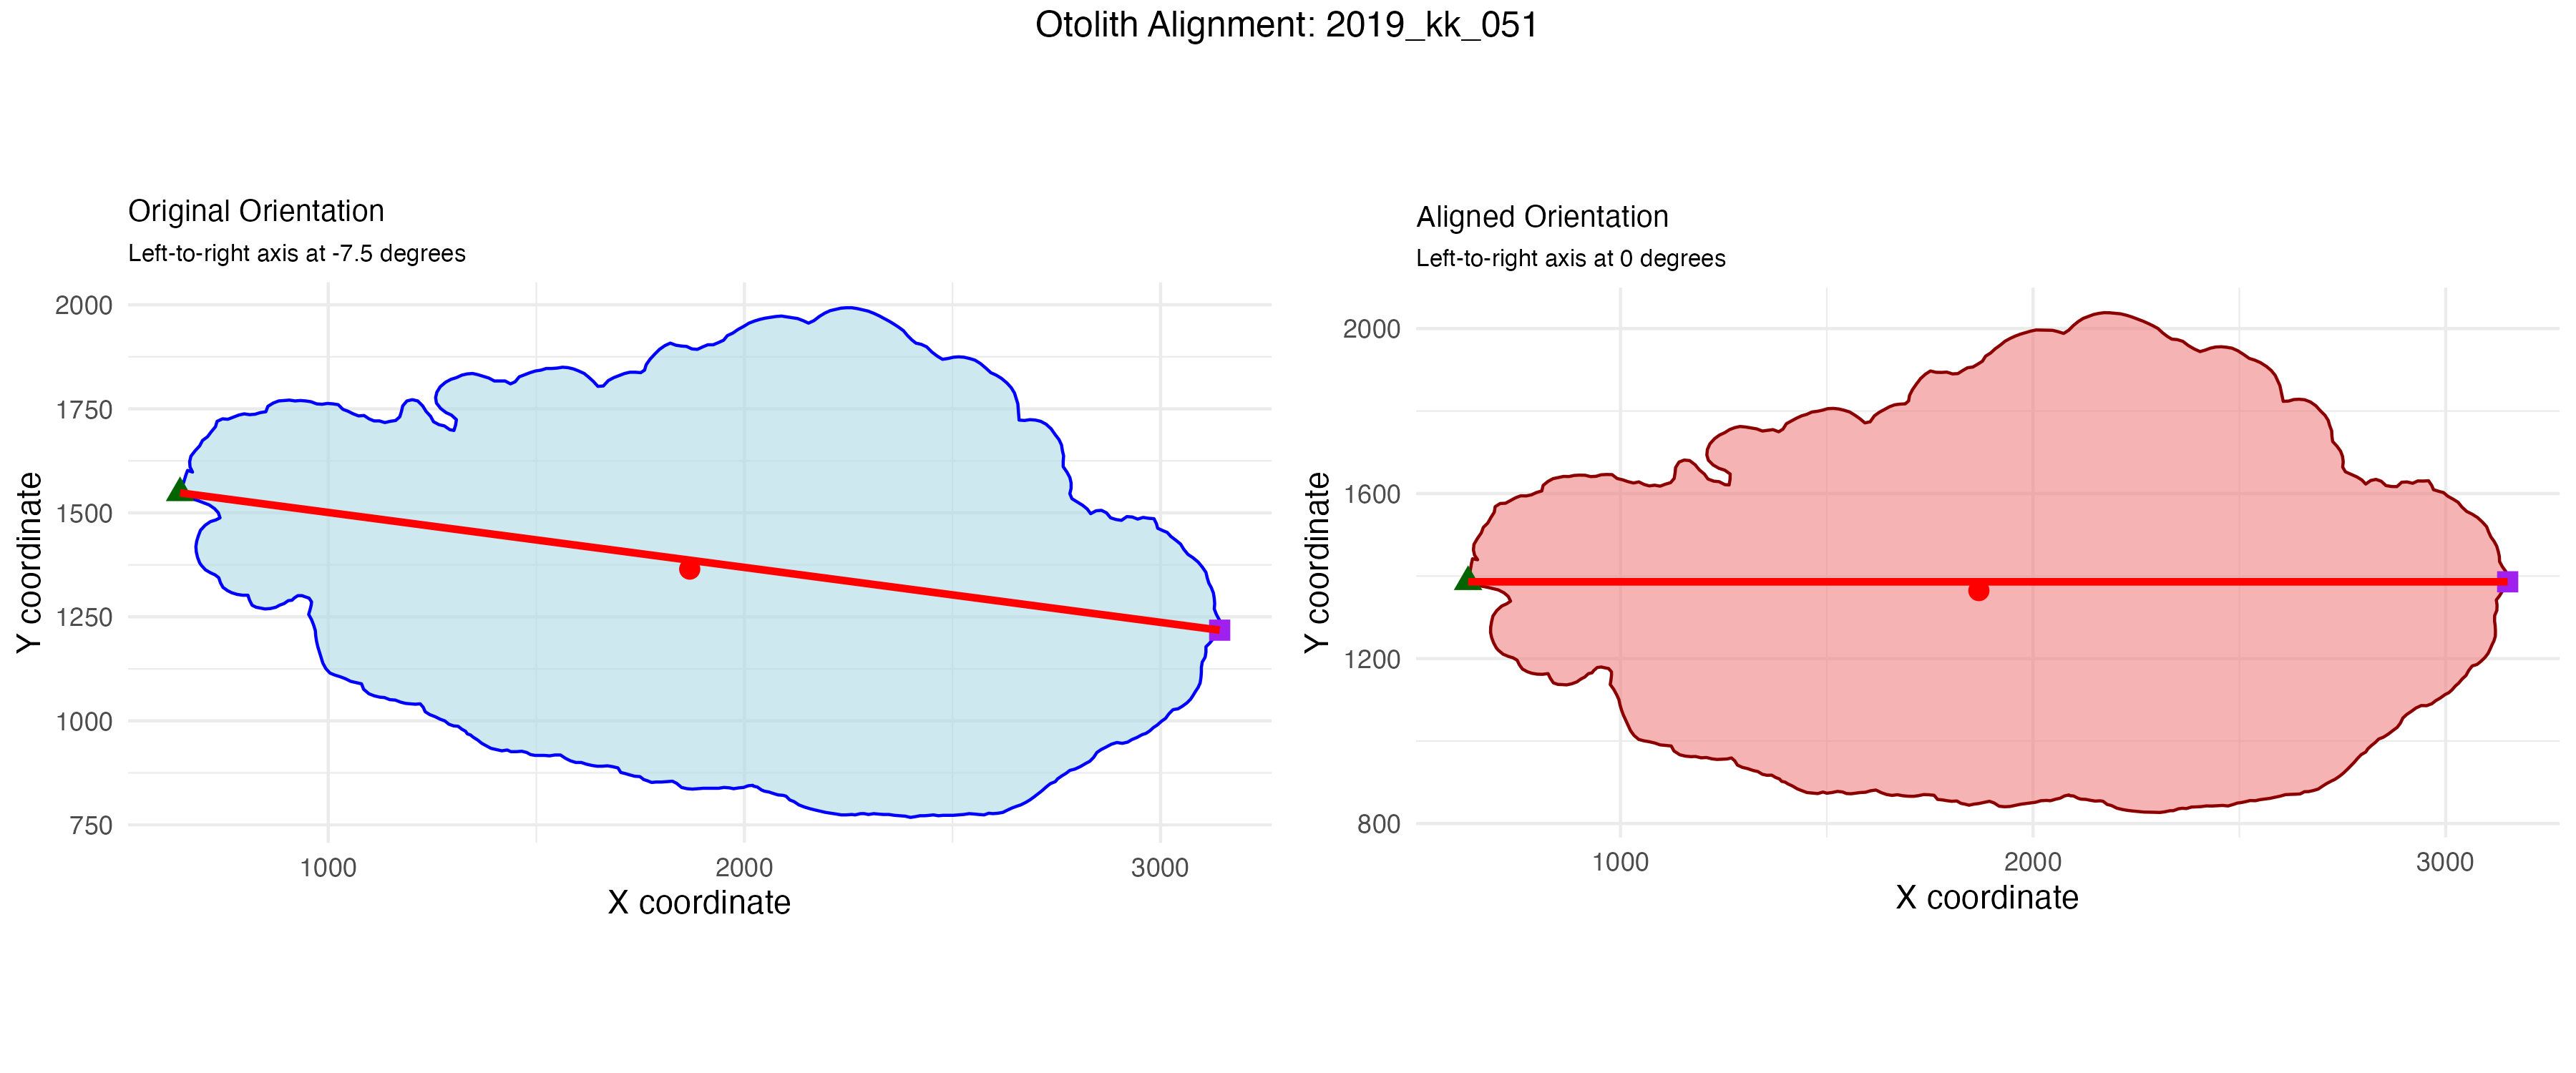 Otolith Alignment: 2019_kk_051
Original Orientation
Left-to-right axis at -7.5 degrees
2000
1750
1500
1250
1000
750
Y coordinate
1000 2000 3000
X coordinate
Aligned Orientation
Left-to-right axis at 0 degrees
2000
1600
1200
800
Y coordinate
1000 2000 3000
X coordinate